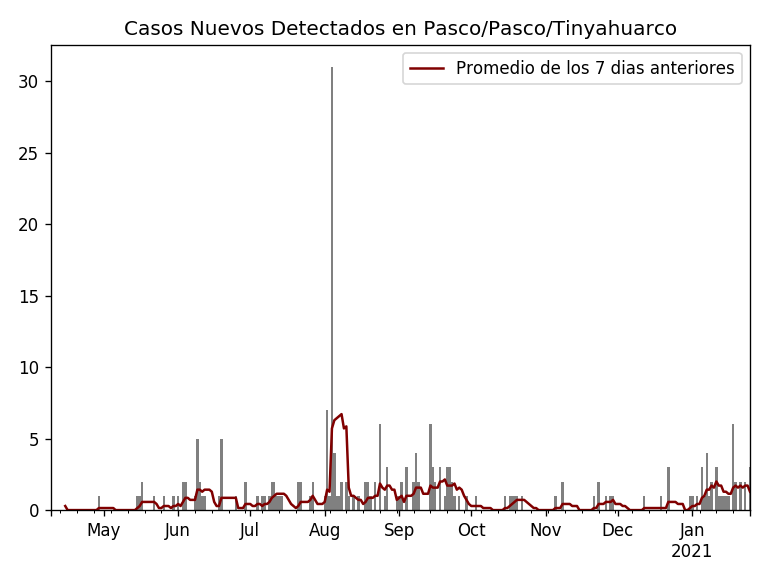 Casos Nuevos Detectados en Pasco/Pasco/Tinyahuarco
Promedio de los 7 dias anteriores
30
25
20
15
10
5
0
May Jun Jul Aug Sep Oct Nov Dec Jan
2021